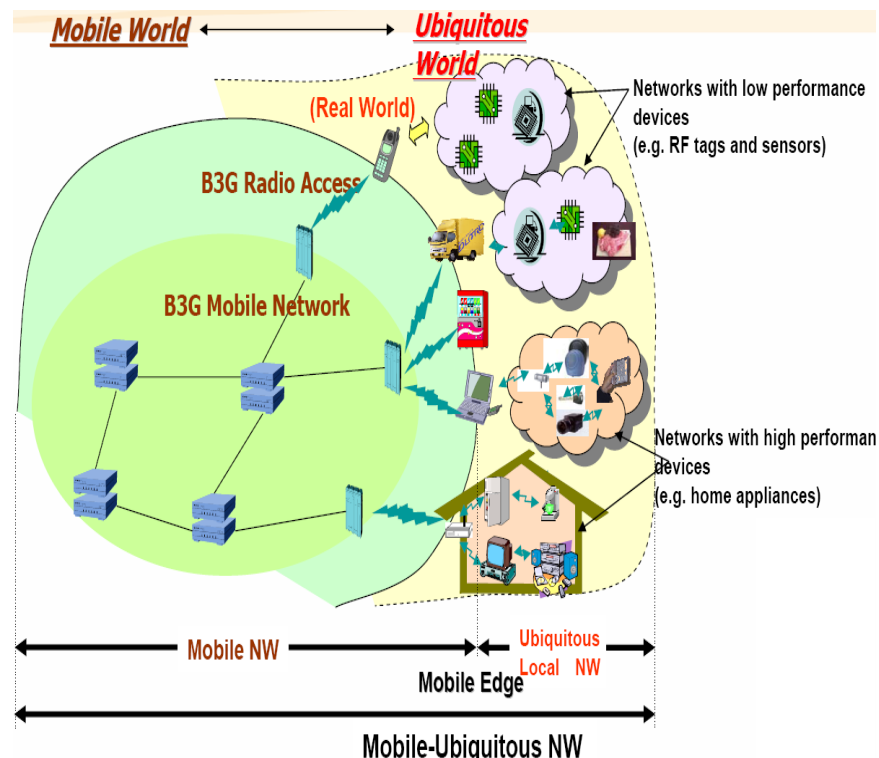 Mobile World
Ubiquitous
World
(Real World)
Networks with low performance
devices
(e.g. RF tags and sensors)
B3G Radio Access
B3G Mobile Network
Networks with high performan
devices
(e.g. home appliances)
Mobile NW
Ubiquitous
Local NW
Mobile Edge
Mobile-Ubiquitous NW